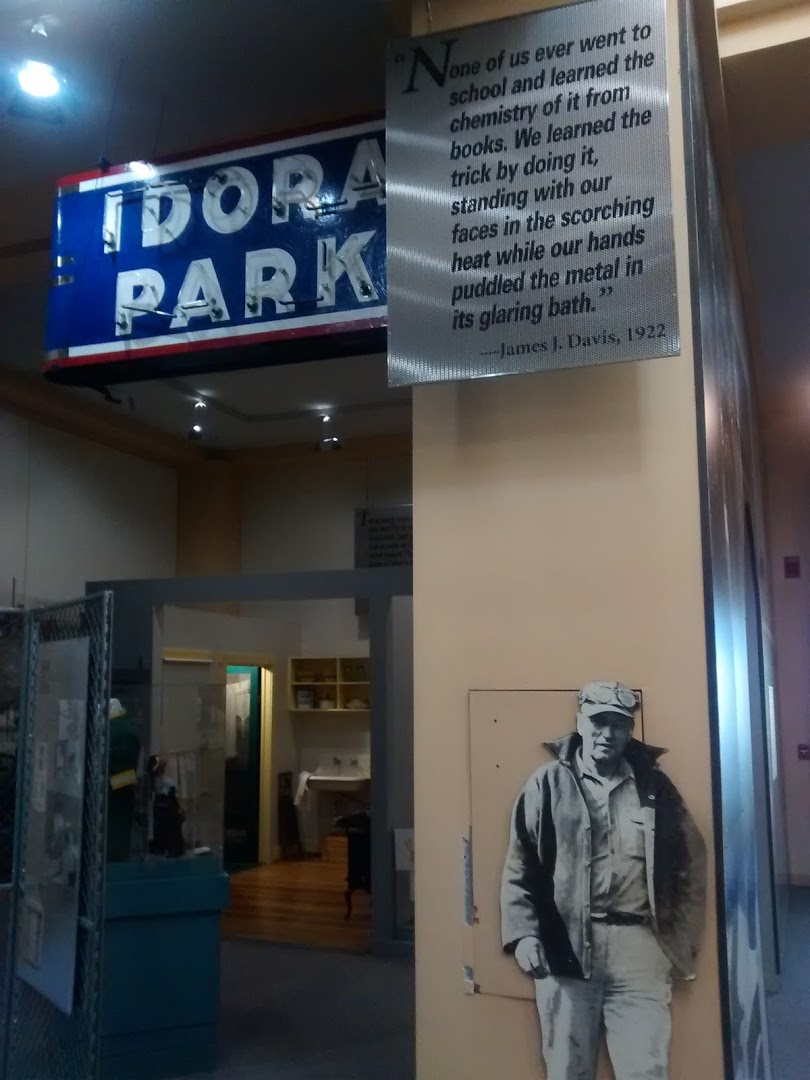 IDORA
PARK
“None of us ever went to
school and learned the
chemistry of it from
books. We learned the
trick by doing it,
standing with our
faces in the scorching
heat while our hands
puddled the metal in
its glaring bath.”
—James J. Davis, 1922